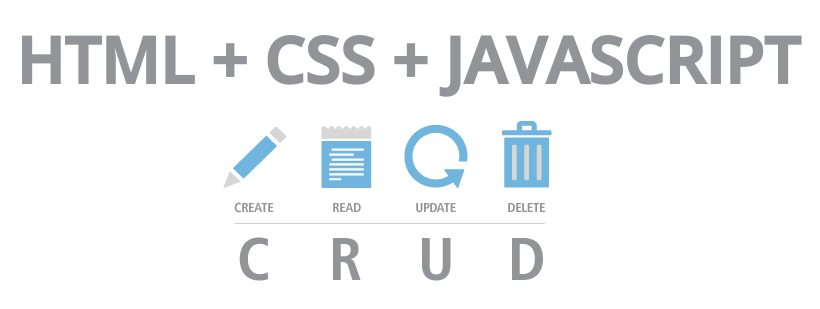 HTML + CSS + JAVASCRIPT
CREATE READ UPDATE DELETE
C R U D